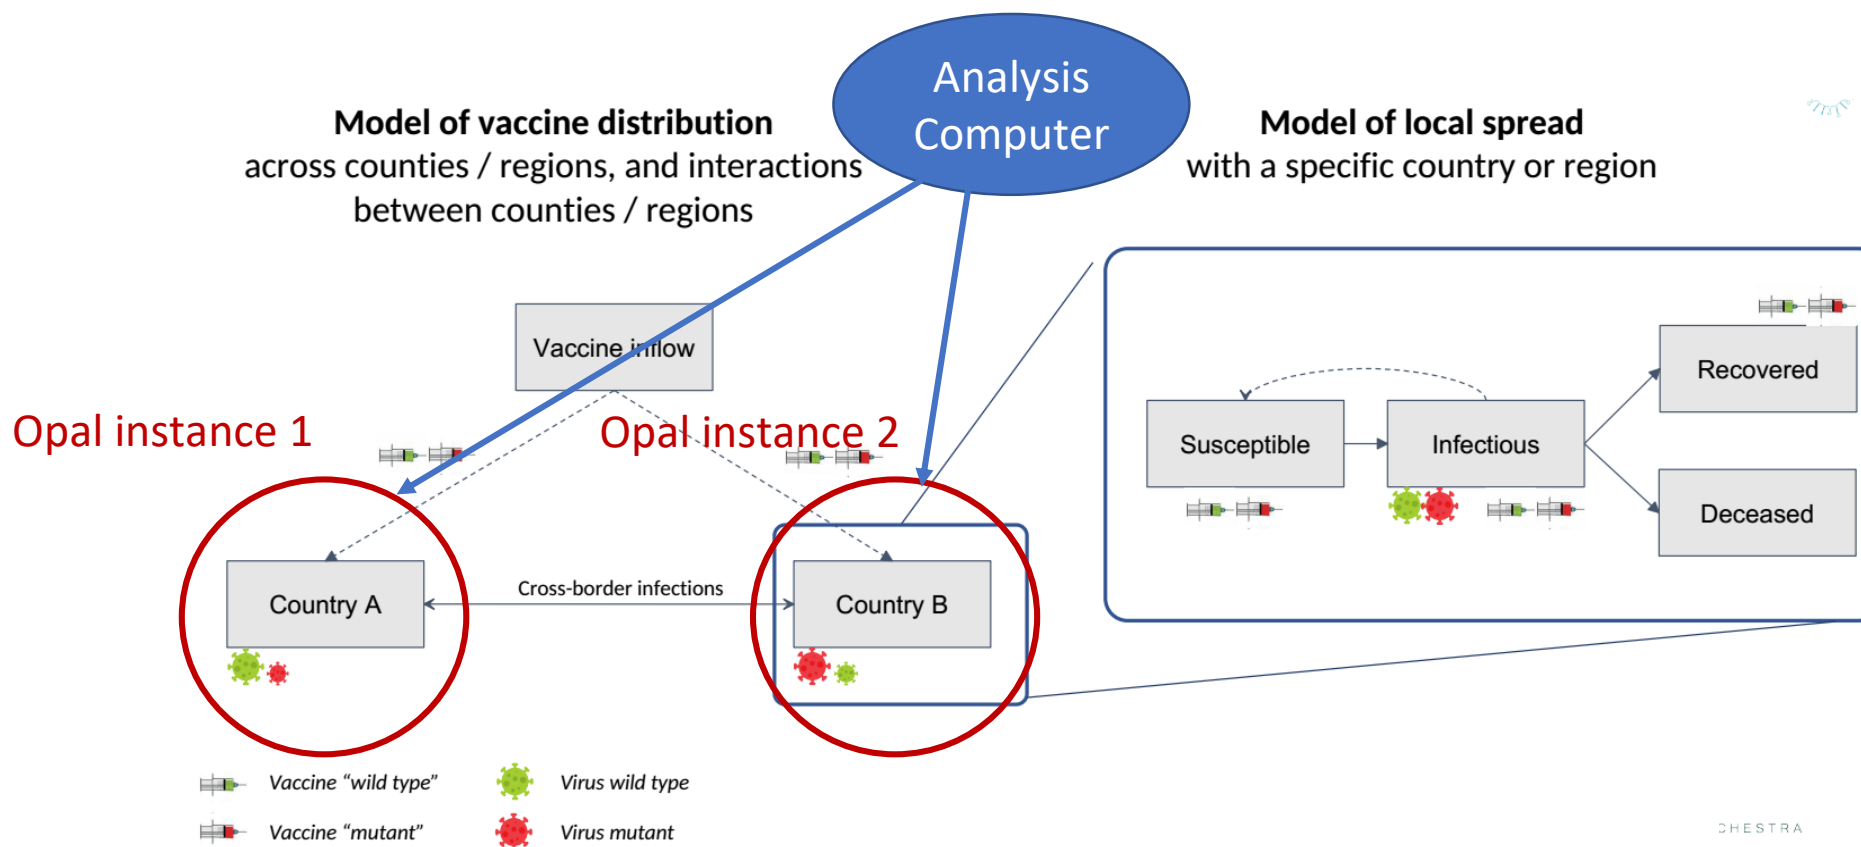 Analysis
Computer
Model of vaccine distribution
across counties / regions, and interactions
between counties / regions
Model of local spread
with a specific country or region
Vaccine inflow
Opal instance 1
Opal instance 2
Country A
Cross-border infections
Country B
Susceptible
Infectious
Recovered
Deceased
Vaccine “wild type”
Virus wild type
Vaccine “mutant”
Virus mutant
CHESTRA